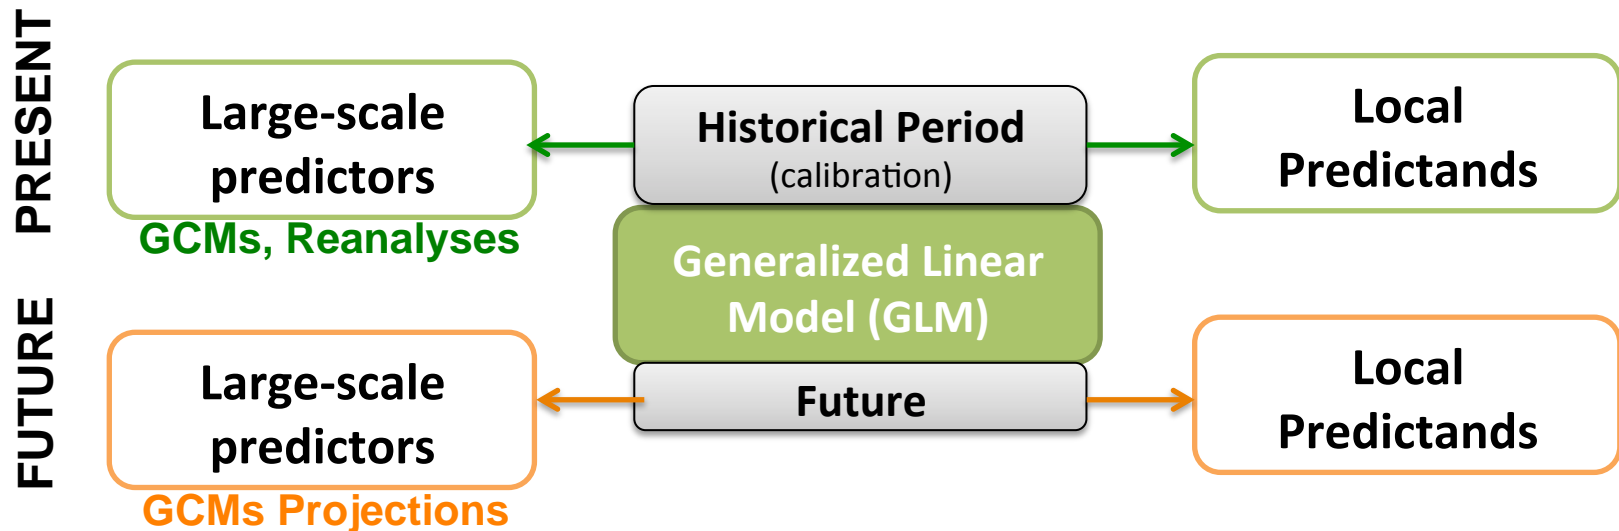 PRESENT
Large-scale
predictors
GCMs, Reanalyses
Historical Period
(calibration)
Local
Predictands
Generalized Linear
Model (GLM)
FUTURE
Large-scale
predictors
GCMs Projections
Future
Local
Predictands